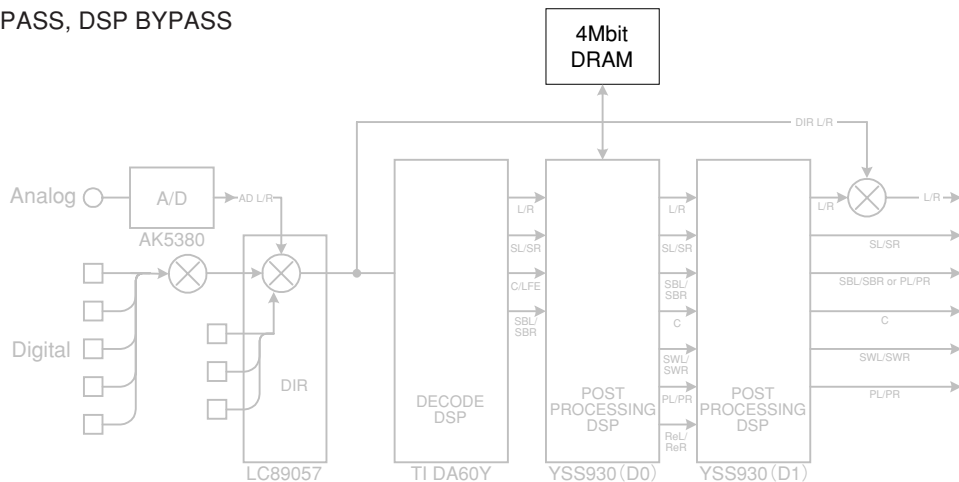 PASS, DSP BYPASS
4Mbit
DRAM
DIR L/R
Analog
A/D
AD L/R
AK5380
L/R
L/R
L/R
L/R
SL/SR
SL/SR
SL/SR
C/LFE
SBL/
SBR
SBL/SBR or PL/PR
SBL/
SBR
C
C
Digital
SWL/
SWR
SWL/SWR
DIR
PL/PR
PL/PR
DECODE
DSP
POST
PROCESSING
DSP
POST
PROCESSING
DSP
ReL/
ReR
LC89057
TI DA60Y
YSS930(D0)
YSS930(D1)